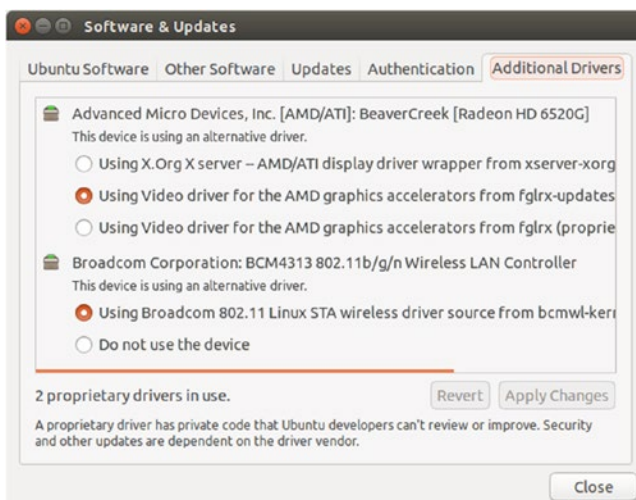 Software & Updates
Ubuntu Software Other Software Updates Authentication Additional Drivers
Advanced Micro Devices, Inc. [AMD/ATI]: BeaverCreek [Radeon HD 6520G]
This device is using an alternative driver.
Using X.Org X server -- AMD/ATI display driver wrapper from xserver-xorg
Using Video driver for the AMD graphics accelerators from fglrx-updates
Using Video driver for the AMD graphics accelerators from fglrx (proprie
Broadcom Corporation: BCM4313 802.11b/g/n Wireless LAN Controller
This device is using an alternative driver.
Using Broadcom 802.11 Linux STA wireless driver source from bcmwl-ker
Do not use the device
2 proprietary drivers in use.
Revert Apply Changes
A proprietary driver has private code that Ubuntu developers can't review or improve. Security
and other updates are dependent on the driver vendor.
Close